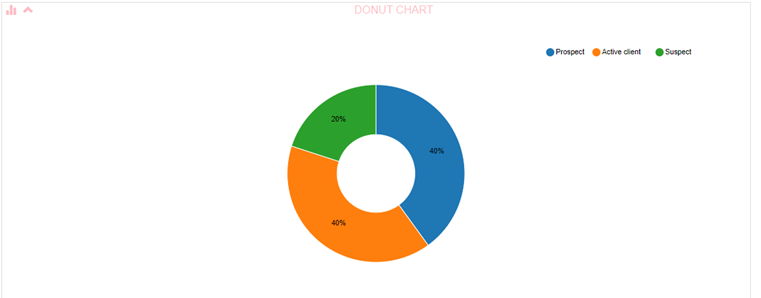 DONUT CHART
Prospect Active client Suspect
20%
40%
40%